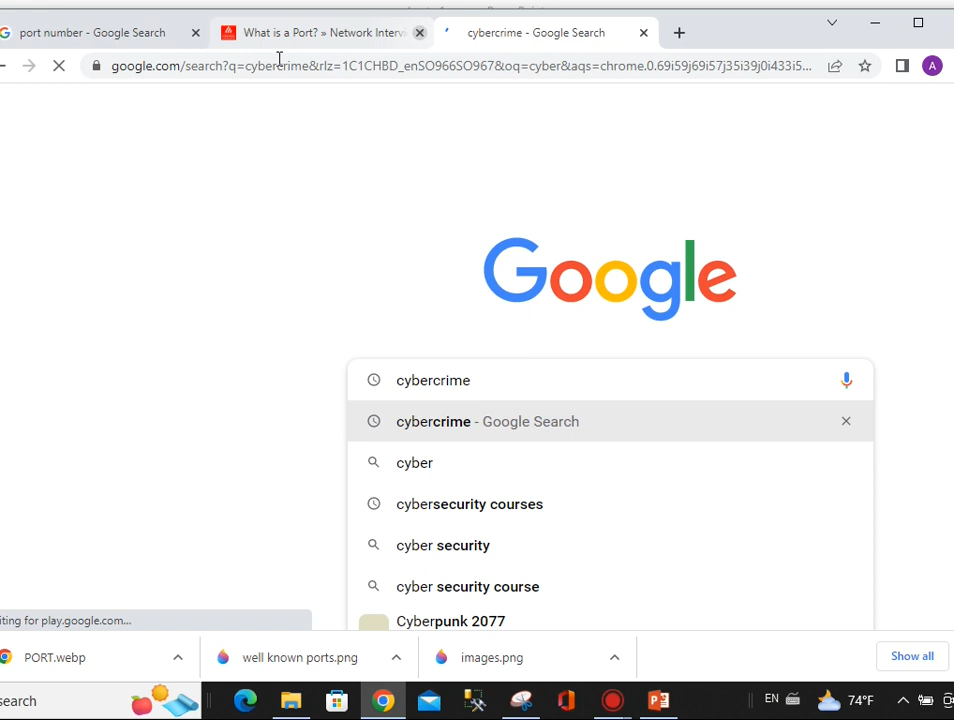 port number - Google Search
What is a Port? » Network Intervi
cybercrime - Google Search
google.com/search?q=cybercrime&rlz=1C1CHBD_enSO966SO967&oq=cyber&aqs=chrome.0.69i59j69i57j35i39j0i433i5...
A
Google
cybercrime
cybercrime - Google Search
cyber
cybersecurity courses
cyber security
cyber security course
Cyberpunk 2077
iting for play.google.com...
PORT.webp
well known ports.png
images.png
Show all
search
EN
74°F